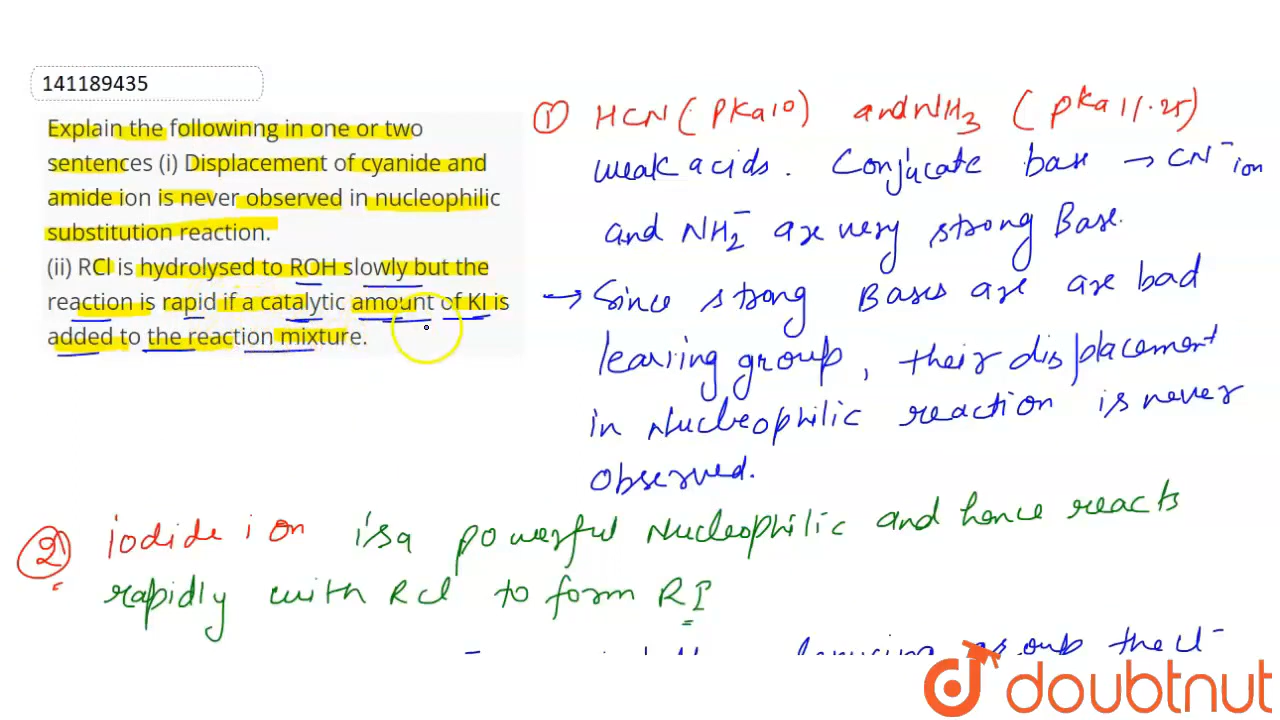 141189435
Explain the followinng in one or two
sentences (i) Displacement of cyanide and
amide ion is never observed in nucleophilic
substitution reaction.
(ii) RCl is hydrolysed to ROH slowly but the
reaction is rapid if a catalytic amount of KI is
added to the reaction mixture.
① HCN (PKa10) and NH3 (pKa 11.25)
weak acids. Conjucate base → CN⁻ ion
and NH2⁻ are very strong Base.
→ Since strong Bases are are bad
leaving group, their displacement
in Nucleophilic reaction is never
observed.
② iodide ion is a powerful Nucleophilic and hence reacts
rapidly with RCl to form RI
group the
doubtnut